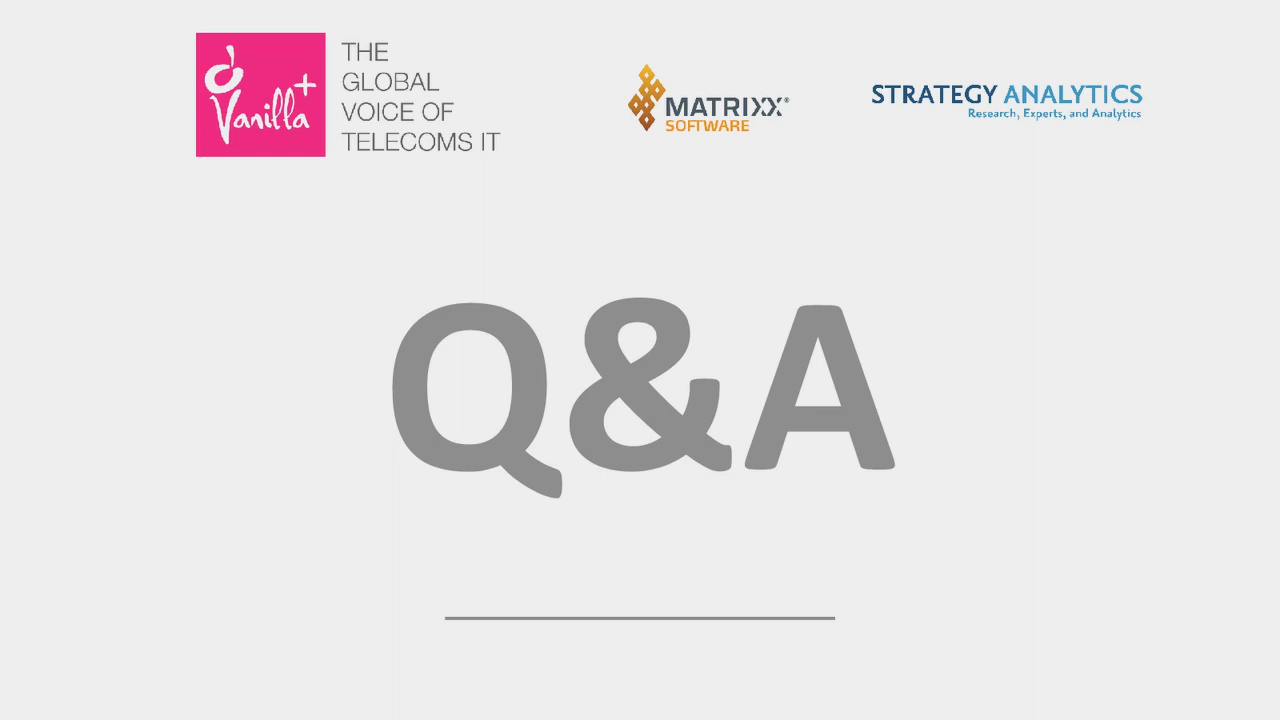 Vanilla+
THE
GLOBAL
VOICE OF
TELECOMS IT
MATRIXX®
SOFTWARE
STRATEGY ANALYTICS
Research, Experts, and Analytics
Q&A